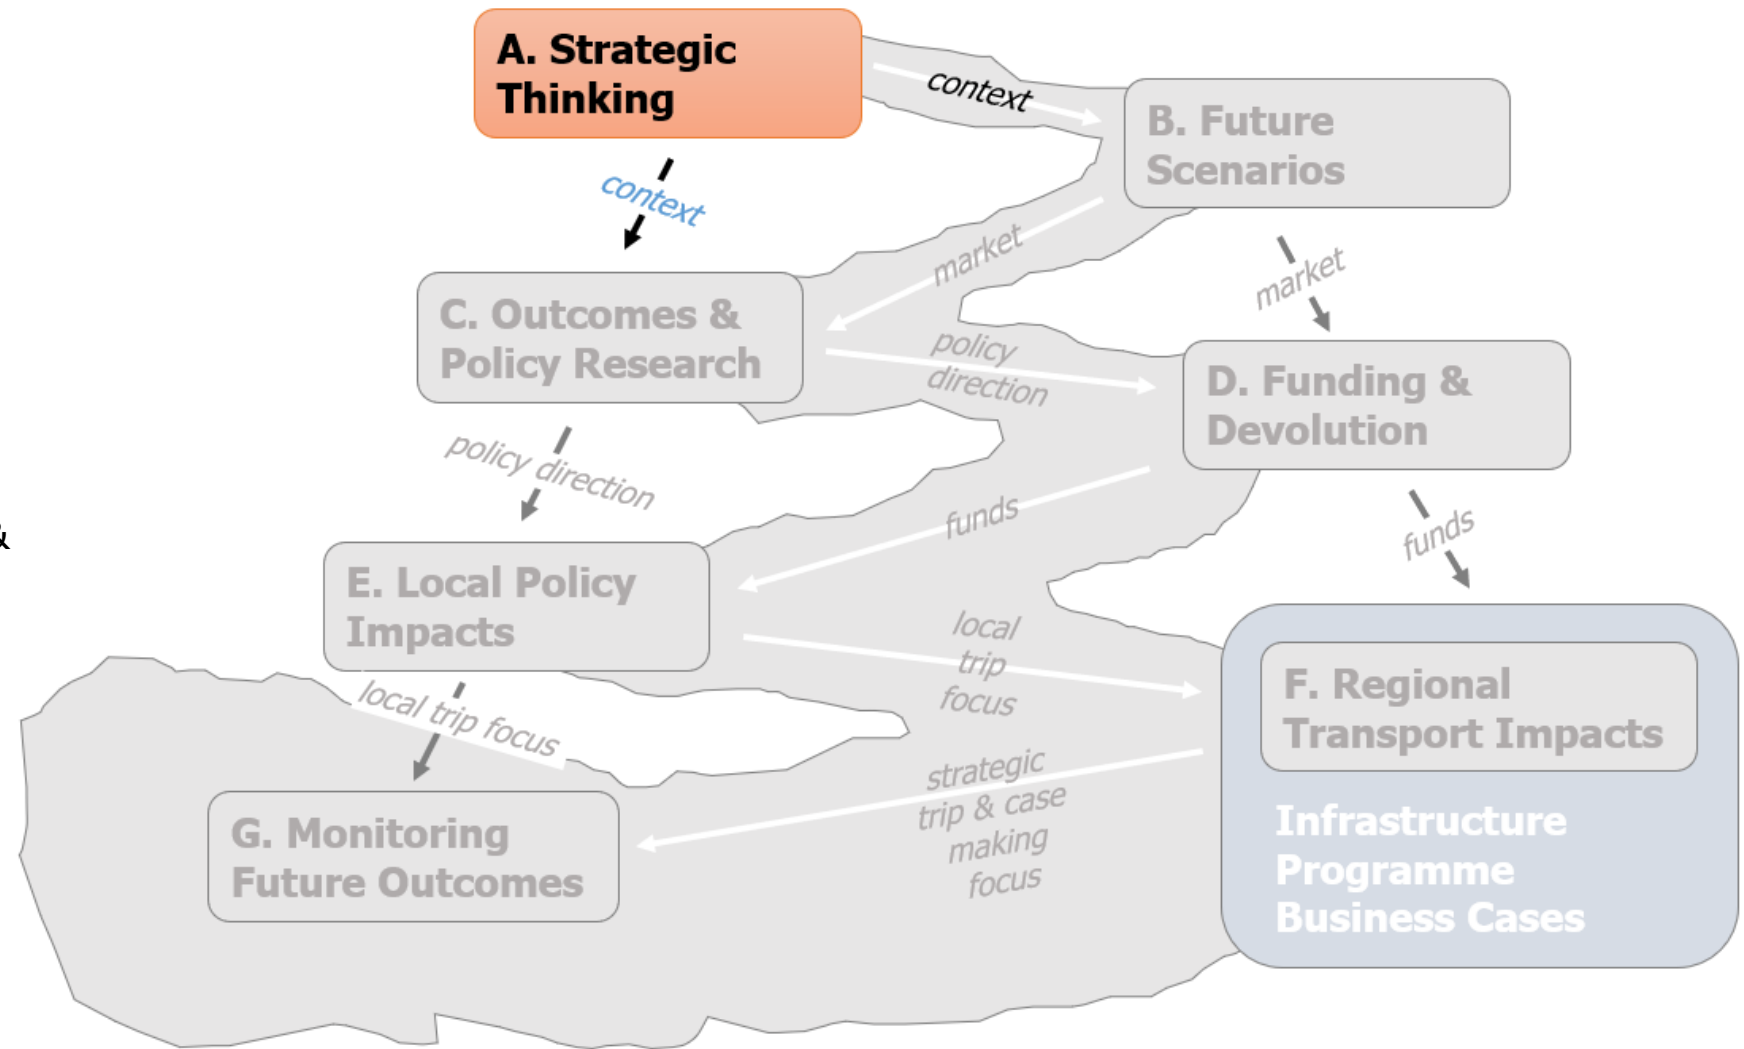 A. Strategic
Thinking
context
B. Future
Scenarios
context
market
market
C. Outcomes &
Policy Research
policy
direction
D. Funding &
Devolution
policy direction
funds
funds
&
E. Local Policy
Impacts
local
trip
focus
F. Regional
Transport Impacts
local trip focus
strategic
trip & case
making
focus
G. Monitoring
Future Outcomes
Infrastructure
Programme
Business Cases